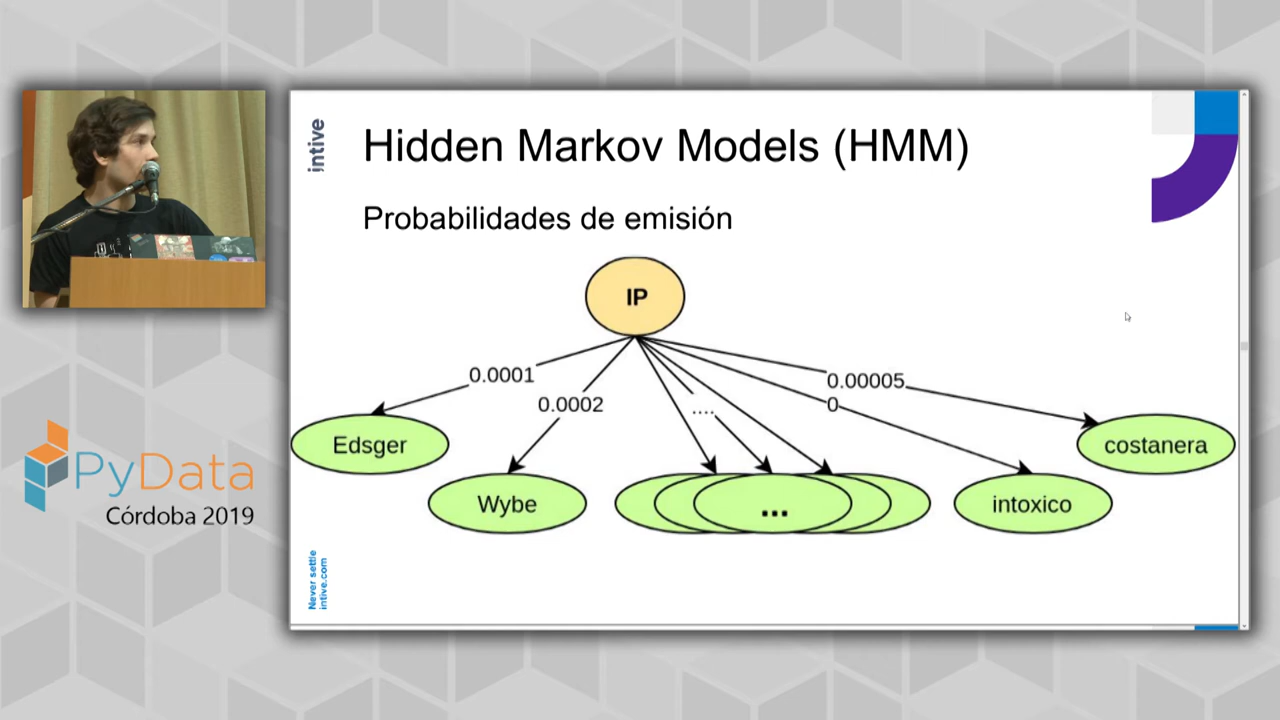 intive
Hidden Markov Models (HMM)
Probabilidades de emisión
IP
0.0001
0.0002
....
0.00005
0
Edsger
Wybe
...
intoxico
costanera
PyData
Córdoba 2019
Never settle
intive.com